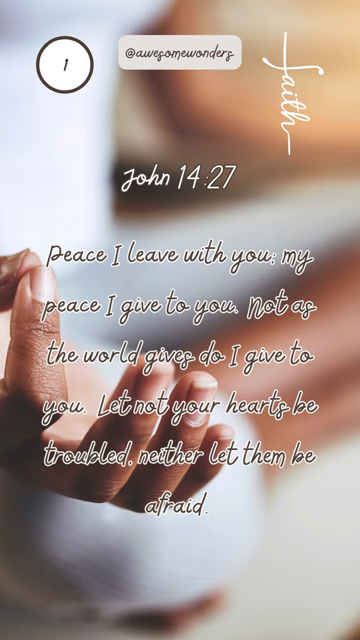 1
@awesomewonders
faith
John 14:27
Peace I leave with you; my
peace I give to you. Not as
the world gives do I give to
you. Let not your hearts be
troubled, neither let them be
afraid.